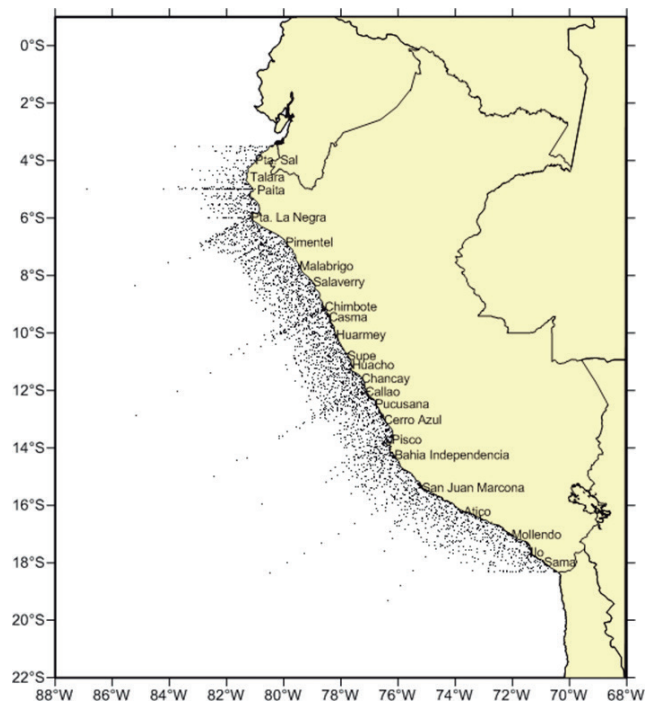 0°S
2°S
4°S
6°S
8°S
10°S
12°S
14°S
16°S
18°S
20°S
22°S
Pta. Sal
Talara
Paita
Pta. La Negra
Pimentel
Malabrigo
Salaverry
Chimbote
Casma
Huarmey
Supe
Huacho
Chancay
Callao
Pucusana
Cerro Azul
Pisco
Bahia Independencia
San Juan Marcona
Atico
Mollendo
Ilo
Sama
88°W 86°W 84°W 82°W 80°W 78°W 76°W 74°W 72°W 70°W 68°W